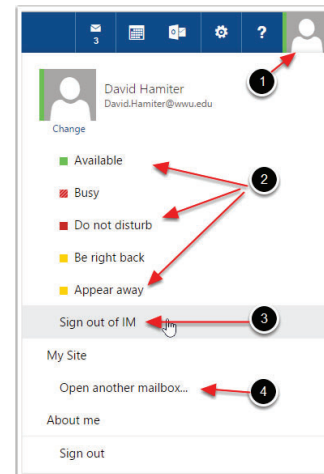 3
?
1
David Hamiter
David.Hamiter@wwu.edu
Change
Available
2
Busy
Do not disturb
Be right back
Appear away
Sign out of IM
3
My Site
Open another mailbox...
4
About me
Sign out